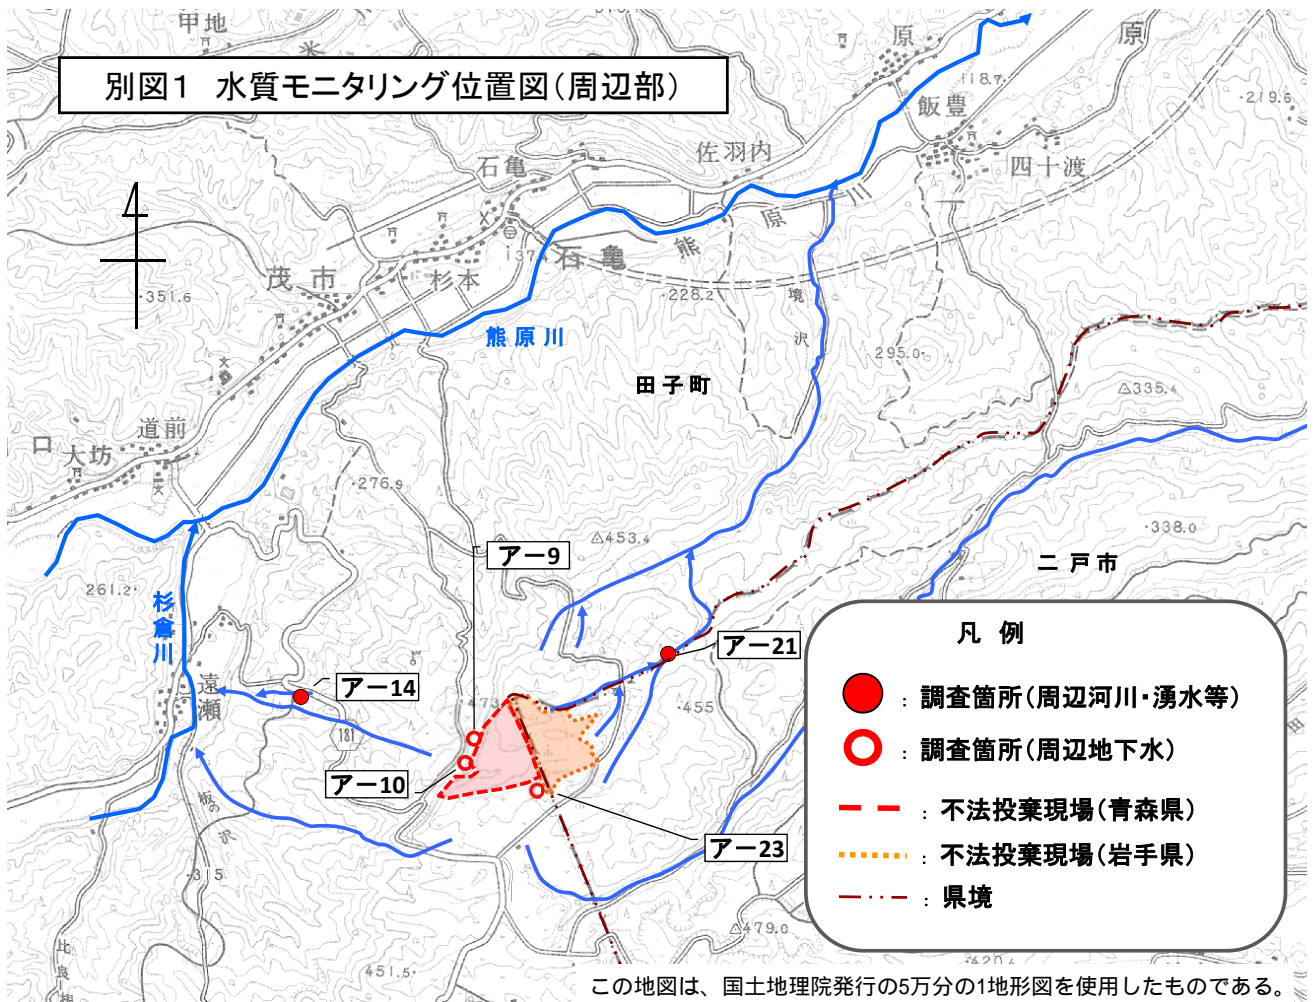 甲地
米
原
原
別図1 水質モニタリング位置図(周辺部)
118.7
219.6
飯豊
佐羽内
石亀
四十渡
熊原川
石亀
137.4
茂市
杉本
351.6
228.2
境沢
熊原川
295.0
田子町
335.4
道前
口
大坊
276.9
453.4
338.0
アー9
二戸市
261.2
杉倉川
凡 例
アー21
遠瀬
アー14
473
455
調査箇所(周辺河川・湧水等)
181
: 調査箇所(周辺地下水)
アー10
: 不法投棄現場(青森県)
アー23
: 不法投棄現場(岩手県)
315
: 県境
479.0
451.5
420.4
比良
この地図は、国土地理院発行の5万分の1地形図を使用したものである。